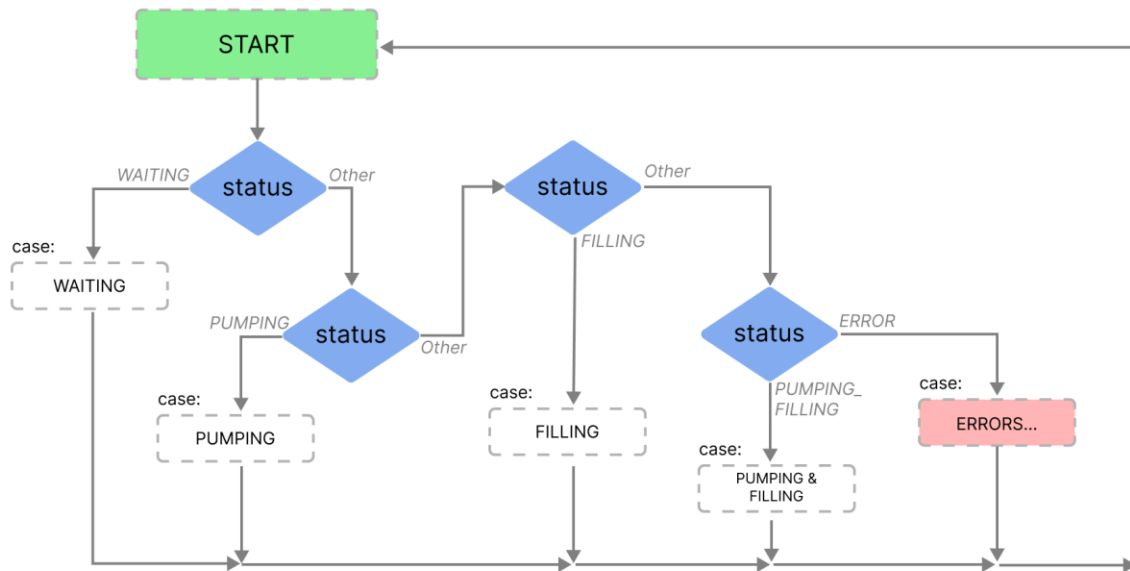 START
WAITING
status
Other
status
Other
FILLING
case:
WAITING
PUMPING
status
Other
status
ERROR
case:
PUMPING
case:
FILLING
PUMPING_
FILLING
case:
ERRORS...
case:
PUMPING &
FILLING